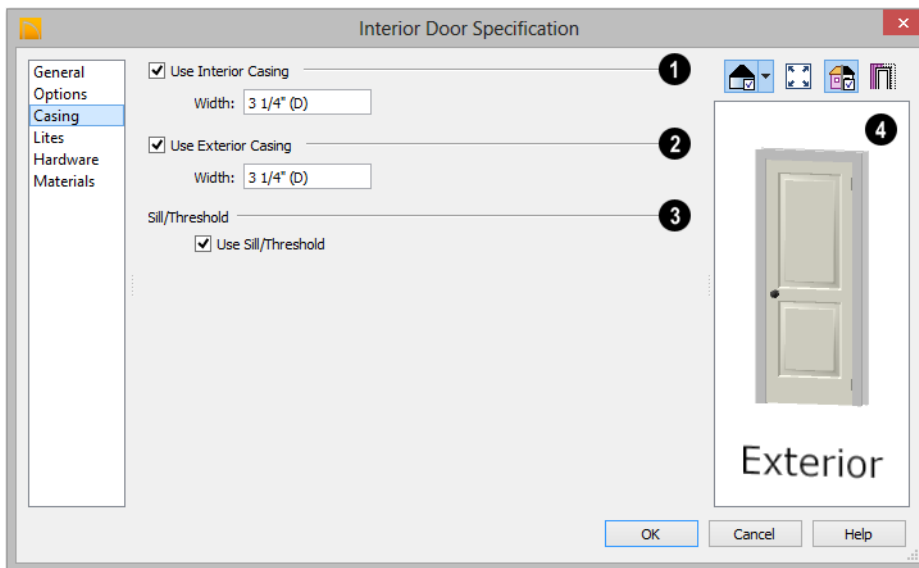 Interior Door Specification
General
Options
Casing
Lites
Hardware
Materials
Use Interior Casing 1
Width: 3 1/4" (D)
Use Exterior Casing 2
Width: 3 1/4" (D)
Sill/Threshold 3
Use Sill/Threshold
4
Exterior
OK Cancel Help